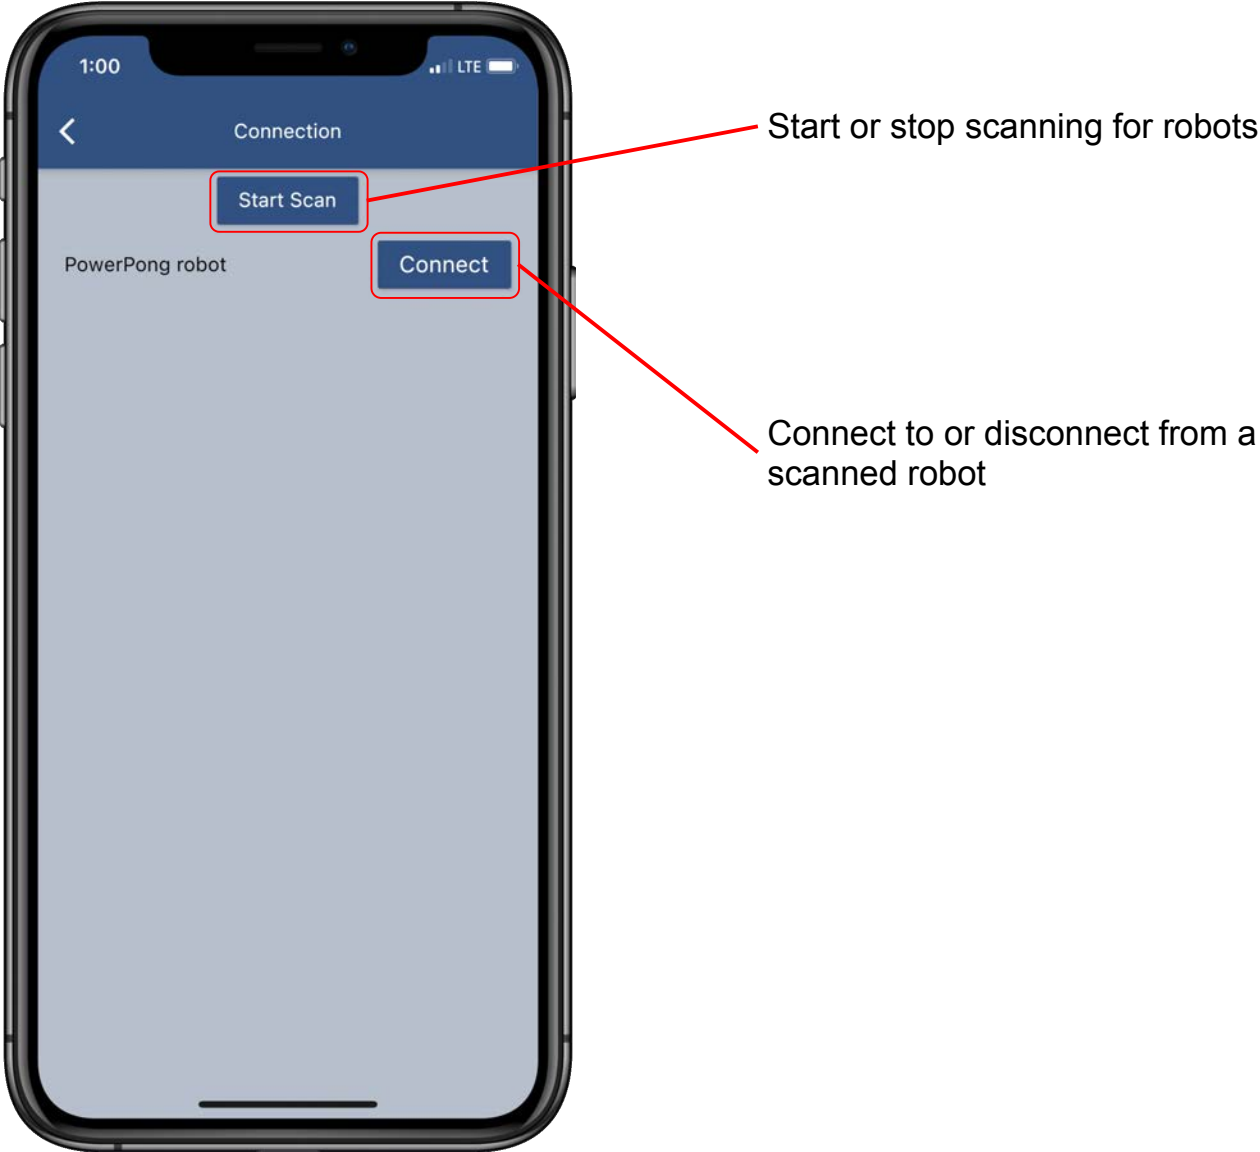 1:00
LTE
Connection
Start Scan
PowerPong robot
Connect
Start or stop scanning for robots
Connect to or disconnect from a
scanned robot